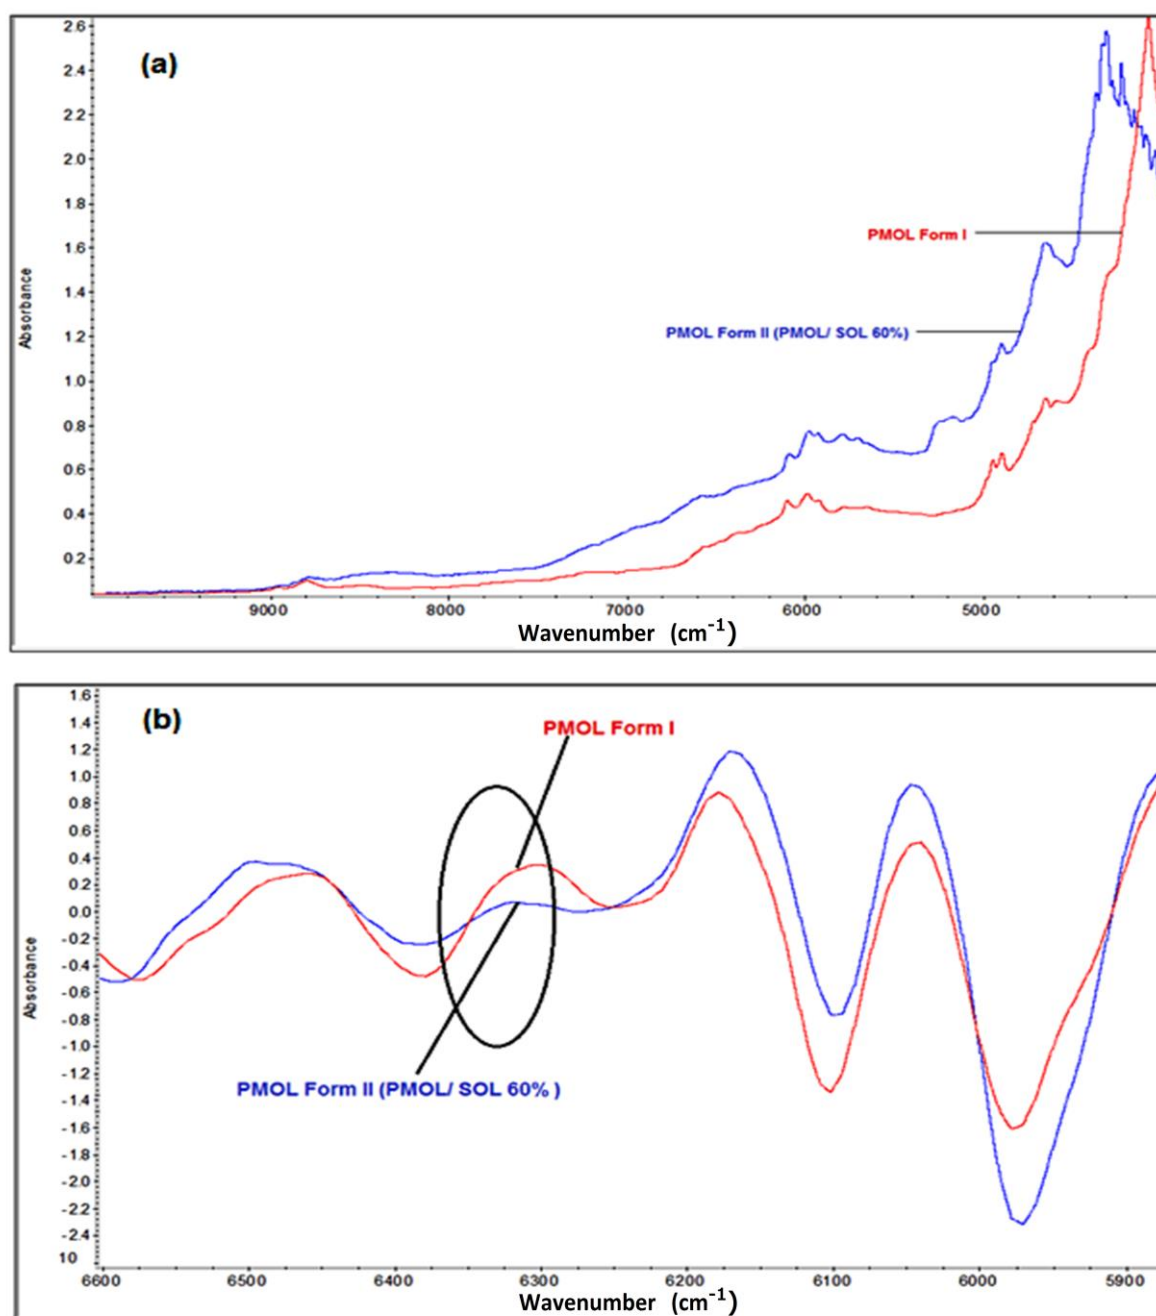 (a)
2.6
2.4
2.2
2.0
1.8
1.6
1.4
1.2
1.0
0.8
0.6
0.4
0.2
Absorbance
PMOL Form I
PMOL Form II (PMOL/ SOL 60%)
9000 8000 7000 6000 5000
Wavenumber (cm⁻¹)
(b)
1.6
1.4
1.2
1.0
0.8
0.6
0.4
0.2
0.0
-0.2
-0.4
-0.6
-0.8
-1.0
-1.2
-1.4
-1.6
-1.8
-2.0
-2.2
-2.4
10
Absorbance
PMOL Form I
PMOL Form II (PMOL/ SOL 60% )
6600 6500 6400 6300 6200 6100 6000 5900
Wavenumber (cm⁻¹)